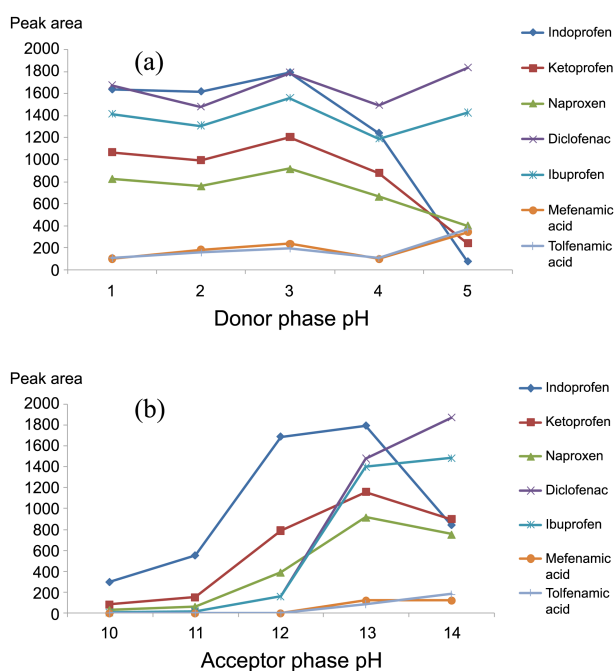 Peak area
2000
1800
1600
1400
1200
1000
800
600
400
200
0
(a)
1 2 3 4 5
Donor phase pH
Indoprofen
Ketoprofen
Naproxen
Diclofenac
Ibuprofen
Mefenamic
acid
Tolfenamic
acid
Peak area
2000
1800
1600
1400
1200
1000
800
600
400
200
0
(b)
10 11 12 13 14
Acceptor phase pH
Indoprofen
Ketoprofen
Naproxen
Diclofenac
Ibuprofen
Mefenamic
acid
Tolfenamic
acid